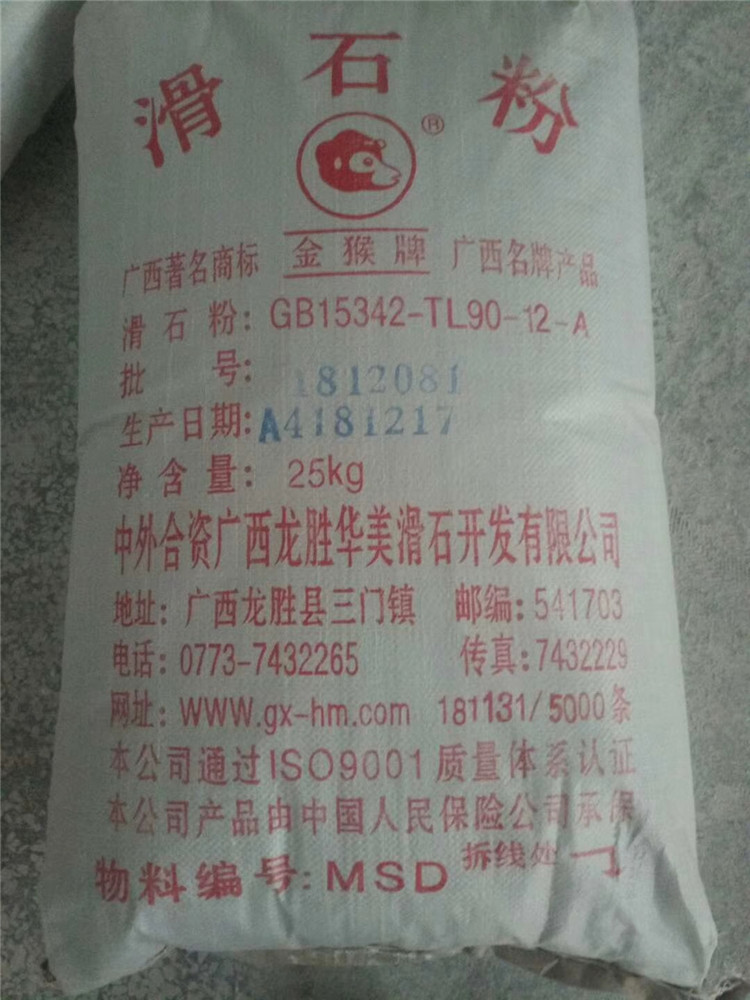 滑石粉
®
广西著名商标 金猴牌 广西名牌产品
滑石粉: GB15342-TL90-12-A
批号: 1812081
生产日期: A4181217
净含量: 25kg
中外合资广西龙胜华美滑石开发有限公司
地址: 广西龙胜县三门镇 邮编: 541703
电话: 0773-7432265 传真: 7432229
网址: WWW.gx-hm.com 181131/5000条
本公司通过ISO9001质量体系认证
本公司产品由中国人民保险公司承保
物料编号: MSD 拆线处